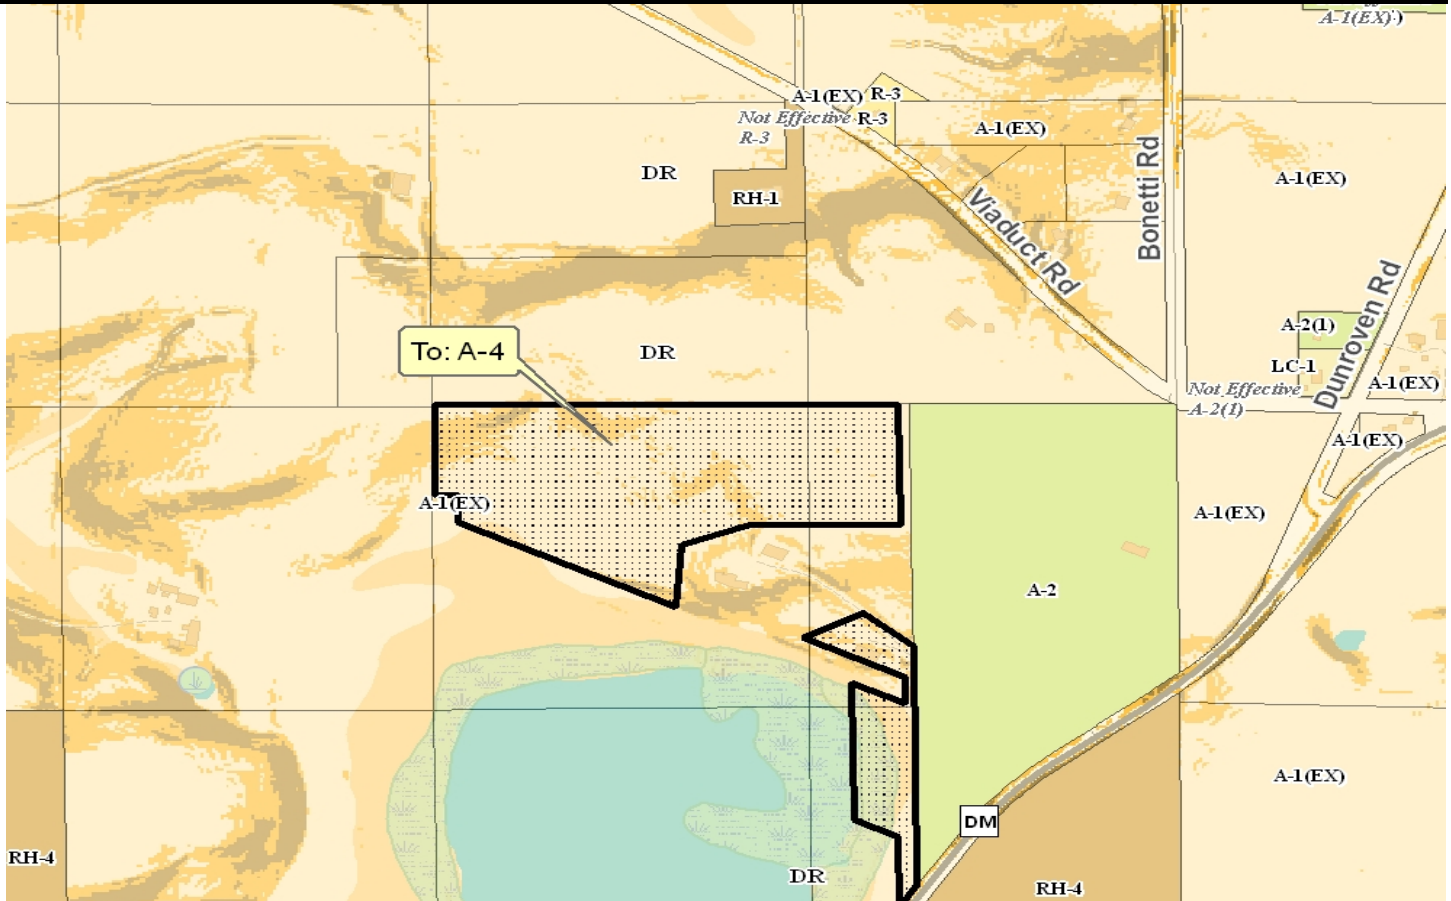 A-1(EX)
A-1(EX)
R-3
Not Effective
R-3
R-3
A-1(EX)
DR
RH-1
Viaduct Rd
Bonetti Rd
A-1(EX)
To: A-4
DR
A-2(1)
LC-1
Dunroven Rd
A-1(EX)
Not Effective
A-2(1)
A-1(EX)
A-1(EX)
A-1(EX)
A-2
A-1(EX)
DM
RH-4
DR
RH-4